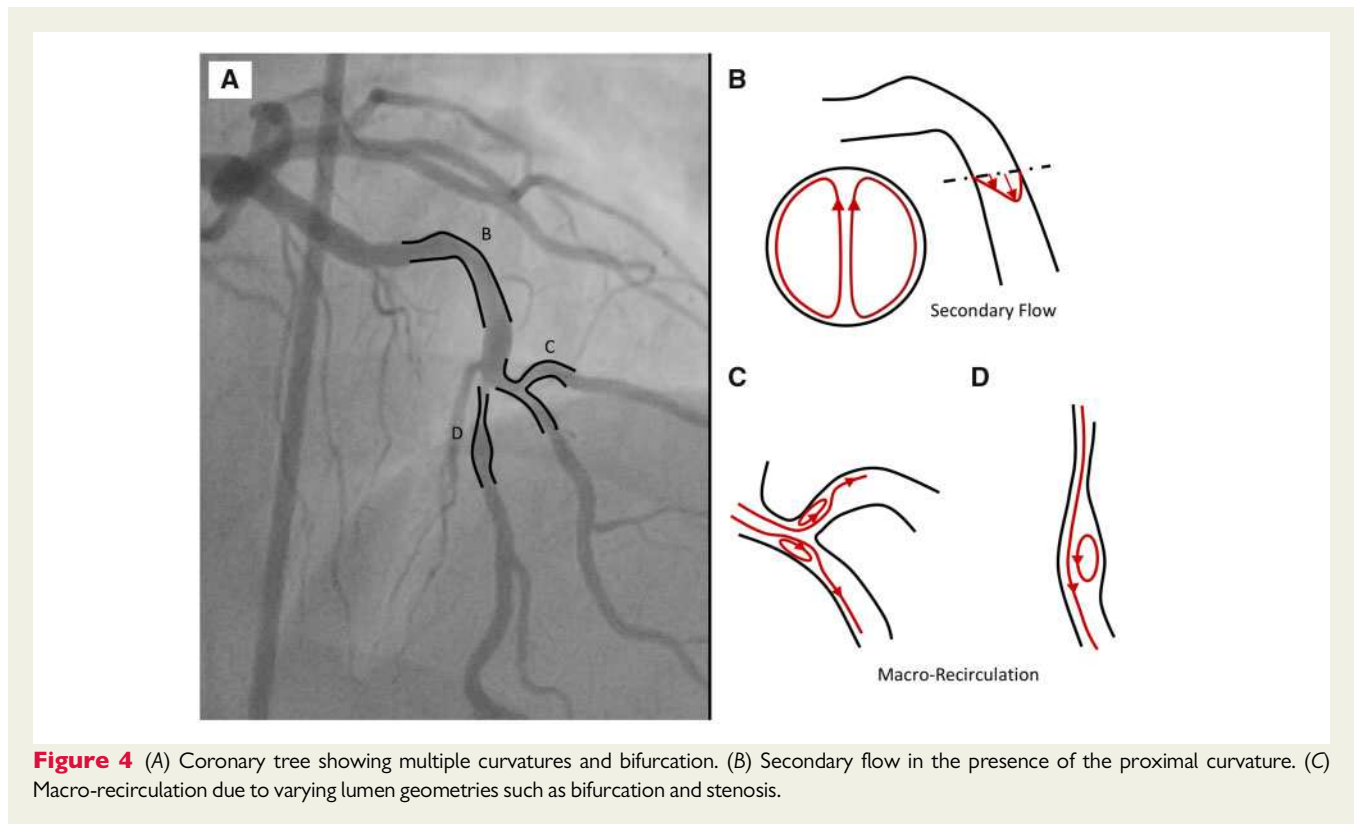 A
B
C
D
B
Secondary Flow
C
D
Macro-Recirculation
Figure 4 (A) Coronary tree showing multiple curvatures and bifurcation. (B) Secondary flow in the presence of the proximal curvature. (C)
Macro-recirculation due to varying lumen geometries such as bifurcation and stenosis.